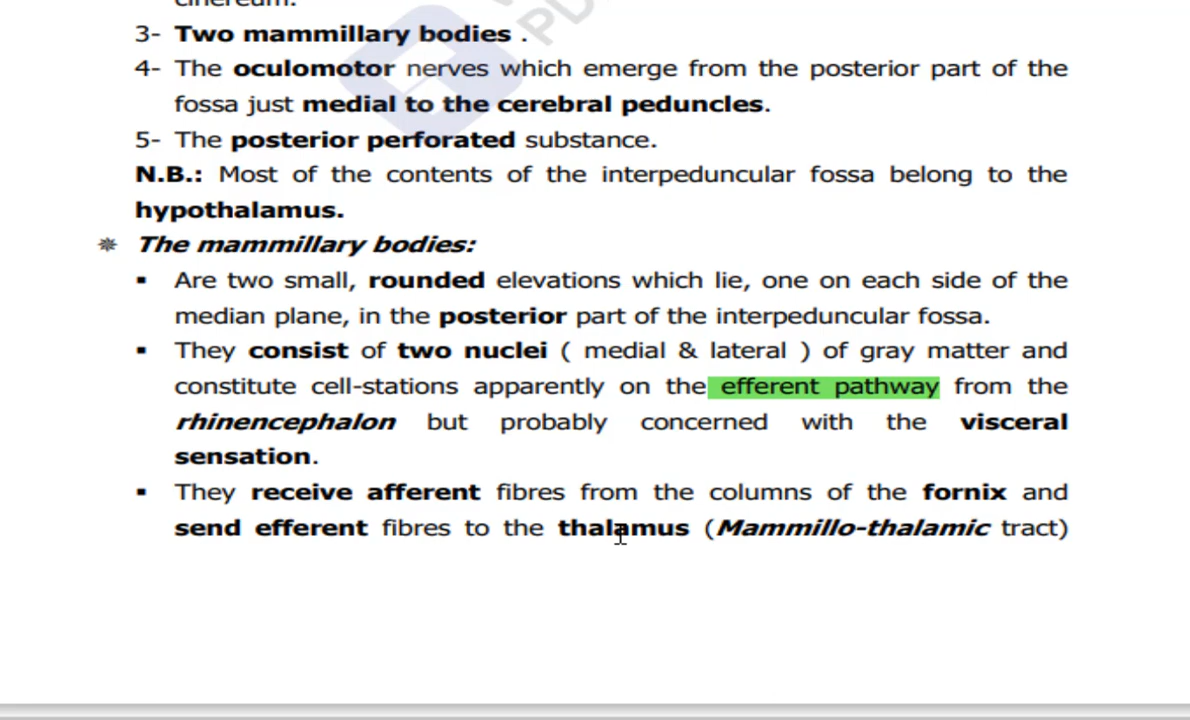 3- Two mammillary bodies .
4- The oculomotor nerves which emerge from the posterior part of the
fossa just medial to the cerebral peduncles.
5- The posterior perforated substance.
N.B.: Most of the contents of the interpeduncular fossa belong to the
hypothalamus.
The mammillary bodies:
▪ Are two small, rounded elevations which lie, one on each side of the
median plane, in the posterior part of the interpeduncular fossa.
▪ They consist of two nuclei ( medial & lateral ) of gray matter and
constitute cell-stations apparently on the efferent pathway from the
rhinencephalon but probably concerned with the visceral
sensation.
▪ They receive afferent fibres from the columns of the fornix and
send efferent fibres to the thalamus (Mammillo-thalamic tract)